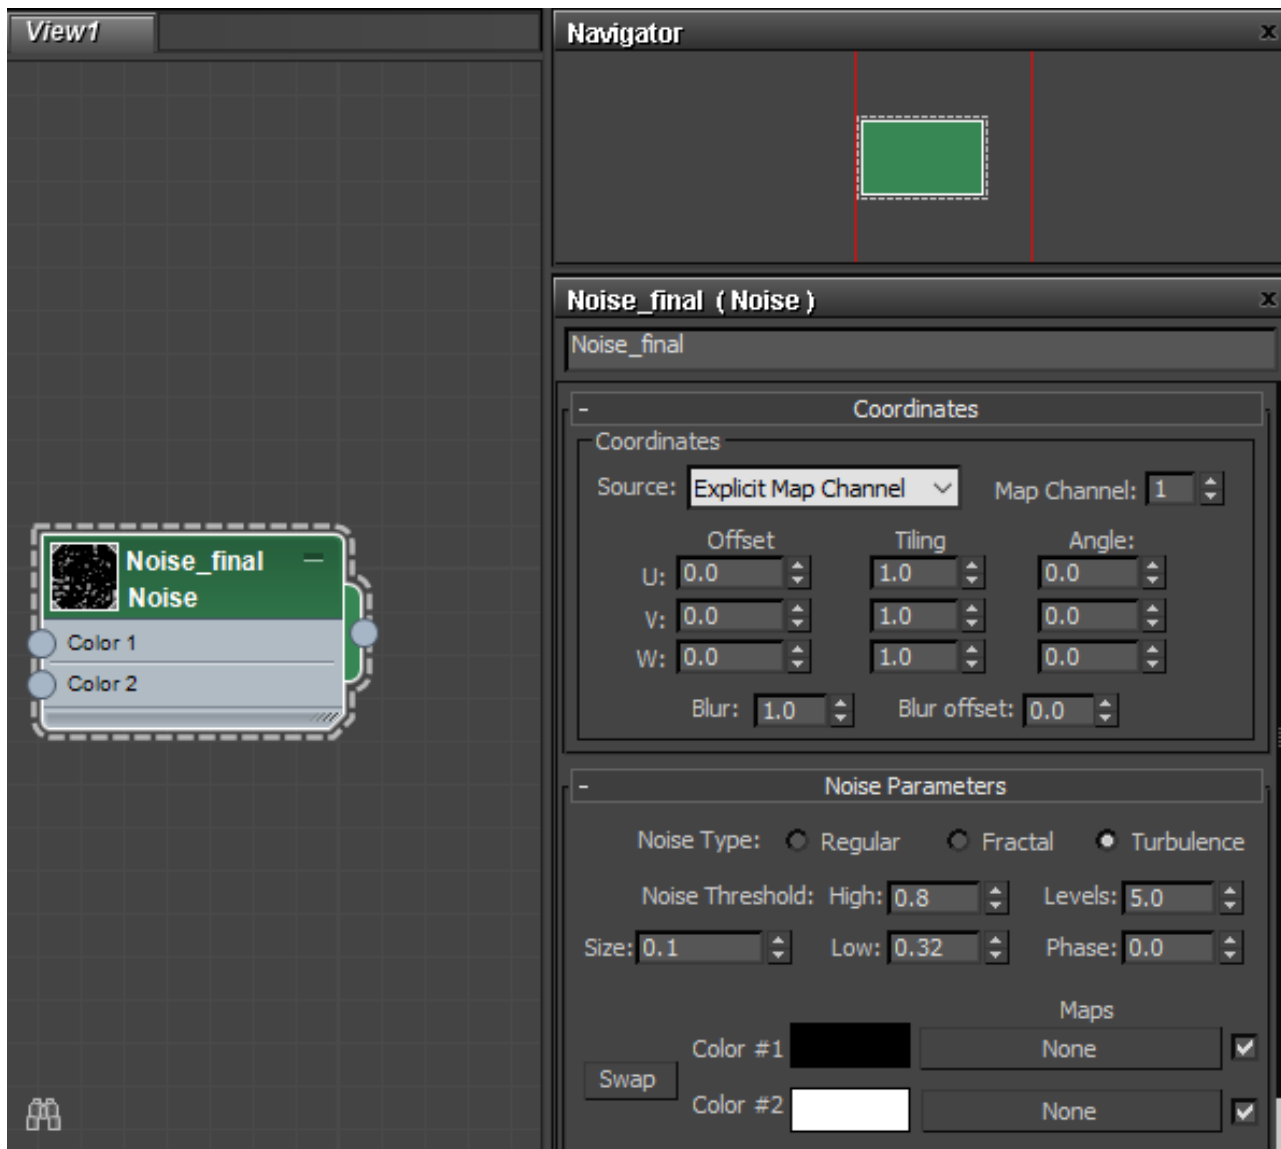 View1
Navigator
x
Noise_final ( Noise )
x
Noise_final
- Coordinates
Coordinates
Source: Explicit Map Channel Map Channel: 1
Offset Tiling Angle:
U: 0.0 1.0 0.0
V: 0.0 1.0 0.0
W: 0.0 1.0 0.0
Blur: 1.0 Blur offset: 0.0
- Noise Parameters
Noise Type: Regular Fractal Turbulence
Noise Threshold: High: 0.8 Levels: 5.0
Size: 0.1 Low: 0.32 Phase: 0.0
Maps
Color #1 None
Swap
Color #2 None
Noise_final
Noise
Color 1
Color 2